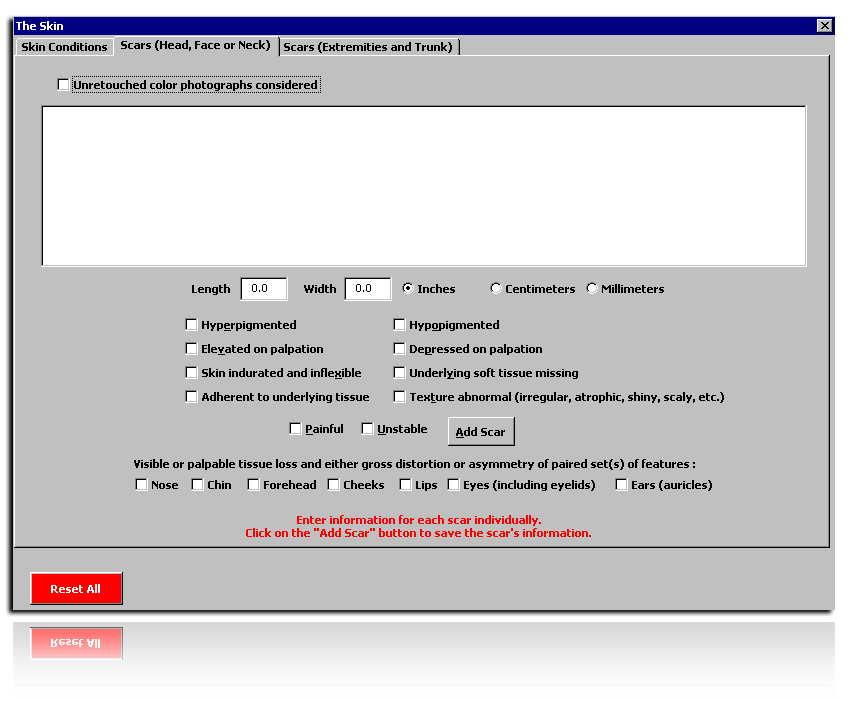 The Skin
Skin Conditions Scars (Head, Face or Neck) Scars (Extremities and Trunk)
Unretouched color photographs considered
Length 0.0 Width 0.0 Inches Centimeters Millimeters
Hyperpigmented Hypopigmented
Elevated on palpation Depressed on palpation
Skin indurated and inflexible Underlying soft tissue missing
Adherent to underlying tissue Texture abnormal (irregular, atrophic, shiny, scaly, etc.)
Painful Unstable Add Scar
Visible or palpable tissue loss and either gross distortion or asymmetry of paired set(s) of features :
Nose Chin Forehead Cheeks Lips Eyes (including eyelids) Ears (auricles)
Enter information for each scar individually.
Click on the "Add Scar" button to save the scar's information.
Reset All
Reset All